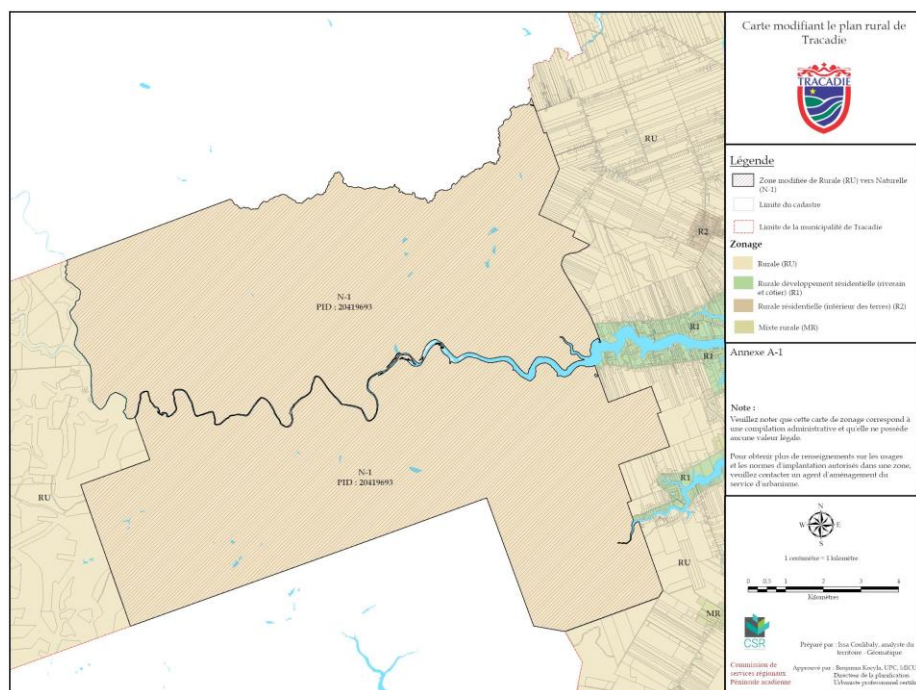 Carte modifiant le plan rural de
Tracadie
TRACADIE
Légende
Zone modifiée de Rurale (RU) vers Naturelle
(N-1)
Limite du cadastre
Limite de la municipalité de Tracadie
Zonage
Rurale (RU)
Rurale développement résidentielle (riverain
et côtier) (R1)
Rurale résidentielle (intérieur des terres) (R2)
Mixte rurale (MR)
Annexe A-1
Note :
Veuillez noter que cette carte de zonage correspond à
une compilation administrative et qu'elle ne possède
aucune valeur légale.
Pour obtenir plus de renseignements sur les usages
et les normes d'implantation autorisés dans une zone,
veuillez contacter un agent d'aménagement du
service d'urbanisme.
N
W E
S
1 centimètre = 1 kilomètre
0 0.5 1 2 3 4
Kilomètres
CSR
Commission de
services régionaux
Péninsule acadienne
Préparé par : Issa Coulibaly, analyste du
territoire - Géomatique
Approuvé par : Benjamin Kocyla, UPC, MICU
Directeur de la planification
Urbaniste professionnel certifié
RU
R2
N-1
PID : 20419693
R1
R1
N-1
PID : 20419693
RU
R1
RU
MR